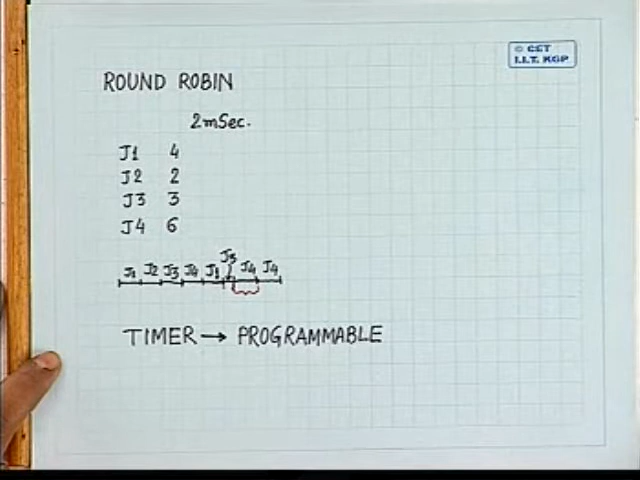 © CET
I.I.T. KGP
ROUND ROBIN
2mSec.
J1 4
J2 2
J3 3
J4 6
J3
J1 J2 J3 J4 J1 J4 J4
TIMER → PROGRAMMABLE